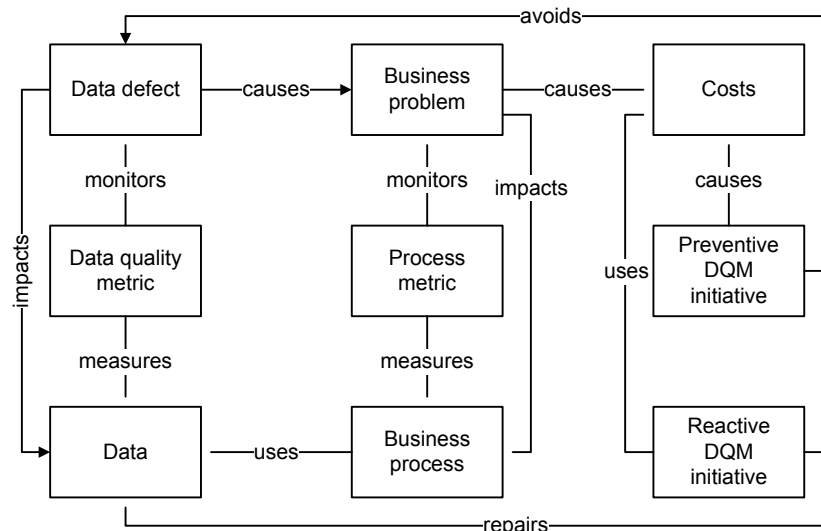 avoids
Data defect
causes
Business
problem
causes
Costs
monitors
monitors
impacts
causes
impacts
Data quality
metric
Process
metric
uses
Preventive
DQM
initiative
measures
measures
Data
uses
Business
process
Reactive
DQM
initiative
repairs